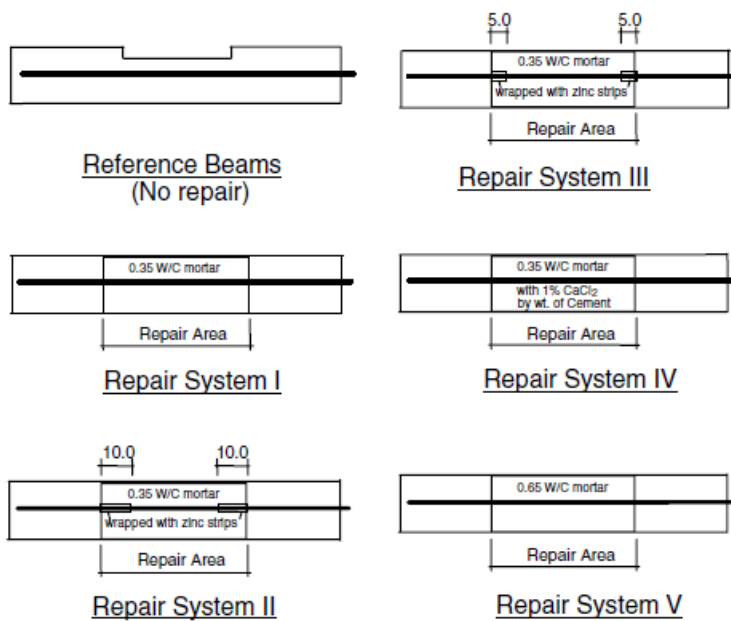 Reference Beams
(No repair)
0.35 W/C mortar
Repair Area
Repair System I
10.0 10.0
0.35 W/C mortar
wrapped with zinc strips
Repair Area
Repair System II
5.0 5.0
0.35 W/C mortar
wrapped with zinc strips
Repair Area
Repair System III
0.35 W/C mortar
with 1% CaCl2
by wt. of Cement
Repair Area
Repair System IV
0.65 W/C mortar
Repair Area
Repair System V